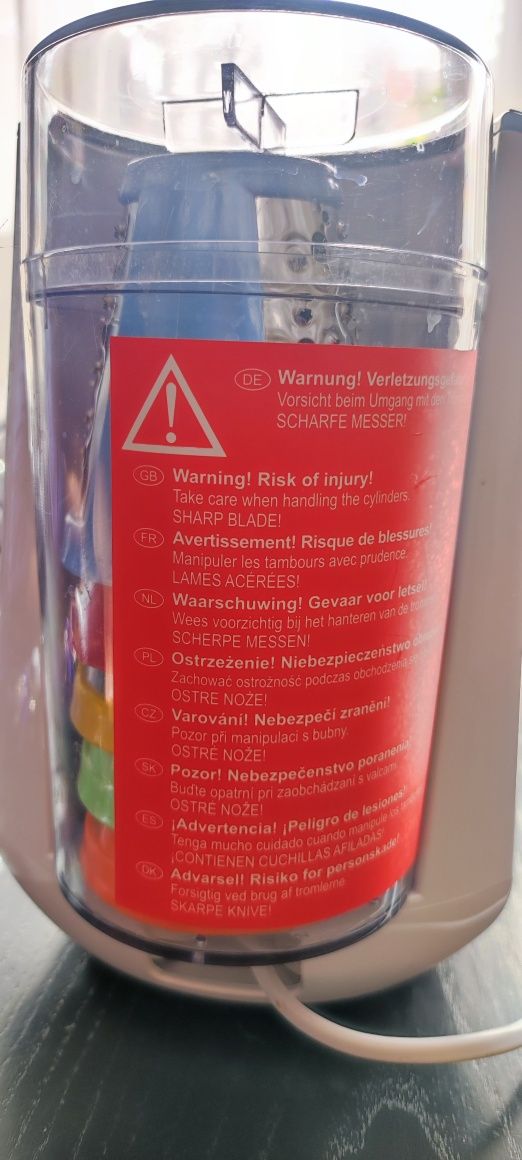 DE Warnung! Verletzungsgefahr
Vorsicht beim Umgang mit den
SCHARFE MESSER!
GB Warning! Risk of injury!
Take care when handling the cylinders.
SHARP BLADE!
FR Avertissement! Risque de blessures!
Manipuler les tambours avec prudence.
LAMES ACÉRÉES!
NL Waarschuwing! Gevaar voor letsel!
Wees voorzichtig bij het hanteren van de
SCHERPE MESSEN!
PL Ostrzeżenie! Niebezpieczeństwo
Zachować ostrożność podczas obchodzenia
OSTRE NOŻE!
CZ Varování! Nebezpečí zranění!
Pozor při manipulaci s bubny.
OSTRÉ NOŽE!
SK Pozor! Nebezpečenstvo poranenia!
Buďte opatrní pri zaobchádzaní s valcami.
OSTRÉ NOŽE!
ES ¡Advertencia! ¡Peligro de lesiones!
Tenga mucho cuidado cuando manipule los
¡CONTIENEN CUCHILLAS AFILADAS!
DK Advarsel! Risiko for personskade!
Forsigtig ved brug af tromlerne.
SKARPE KNIVE!